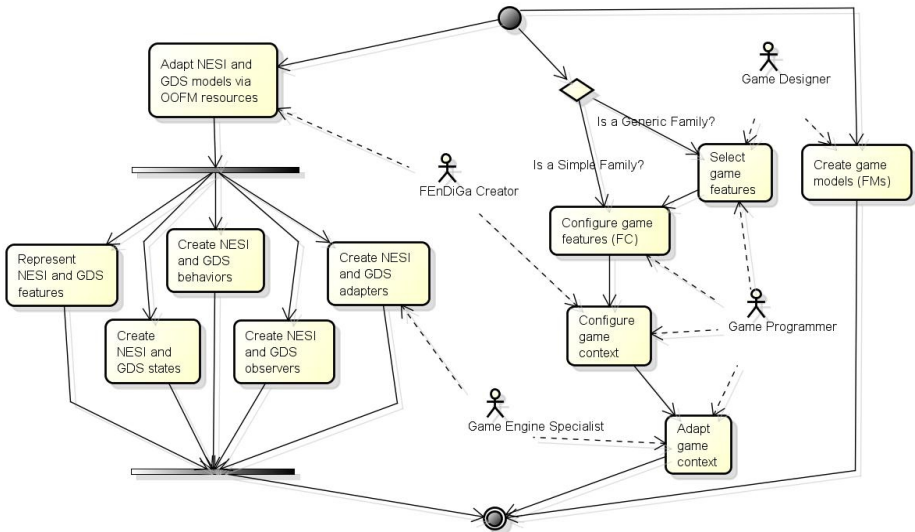 Adapt NESI and
GDS models via
OOFM resources
Game Designer
Is a Generic Family?
Is a Simple Family?
Select
game
features
Create game
models (FMs)
FEnDiGa Creator
Configure game
features (FC)
Represent
NESI and GDS
features
Create NESI
and GDS
behaviors
Create NESI
and GDS
adapters
Create
NESI and
GDS states
Create NESI
and GDS
observers
Configure
game
context
Game Programmer
Game Engine Specialist
Adapt
game
context